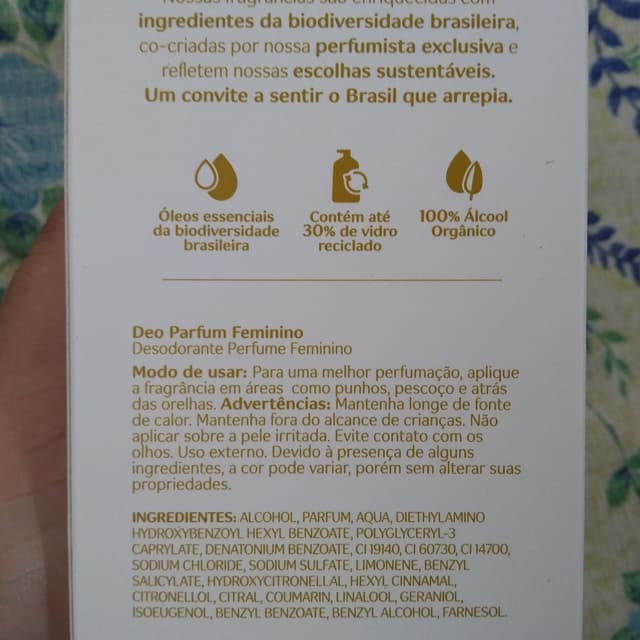 Nossas fragrâncias são enriquecidas com
ingredientes da biodiversidade brasileira,
co-criadas por nossa perfumista exclusiva e
refletem nossas escolhas sustentáveis.
Um convite a sentir o Brasil que arrepia.
Óleos essenciais
da biodiversidade
brasileira
Contém até
30% de vidro
reciclado
100% Álcool
Orgânico
Deo Parfum Feminino
Desodorante Perfume Feminino
Modo de usar: Para uma melhor perfumação, aplique
a fragrância em áreas como punhos, pescoço e atrás
das orelhas. Advertências: Mantenha longe de fonte
de calor. Mantenha fora do alcance de crianças. Não
aplicar sobre a pele irritada. Evite contato com os
olhos. Uso externo. Devido à presença de alguns
ingredientes, a cor pode variar, porém sem alterar suas
propriedades.
INGREDIENTES: ALCOHOL, PARFUM, AQUA, DIETHYLAMINO
HYDROXYBENZOYL HEXYL BENZOATE, POLYGLYCERYL-3
CAPRYLATE, DENATONIUM BENZOATE, CI 19140, CI 60730, CI 14700,
SODIUM CHLORIDE, SODIUM SULFATE, LIMONENE, BENZYL
SALICYLATE, HYDROXYCITRONELLAL, HEXYL CINNAMAL,
CITRONELLOL, CITRAL, COUMARIN, LINALOOL, GERANIOL,
ISOEUGENOL, BENZYL BENZOATE, BENZYL ALCOHOL, FARNESOL.